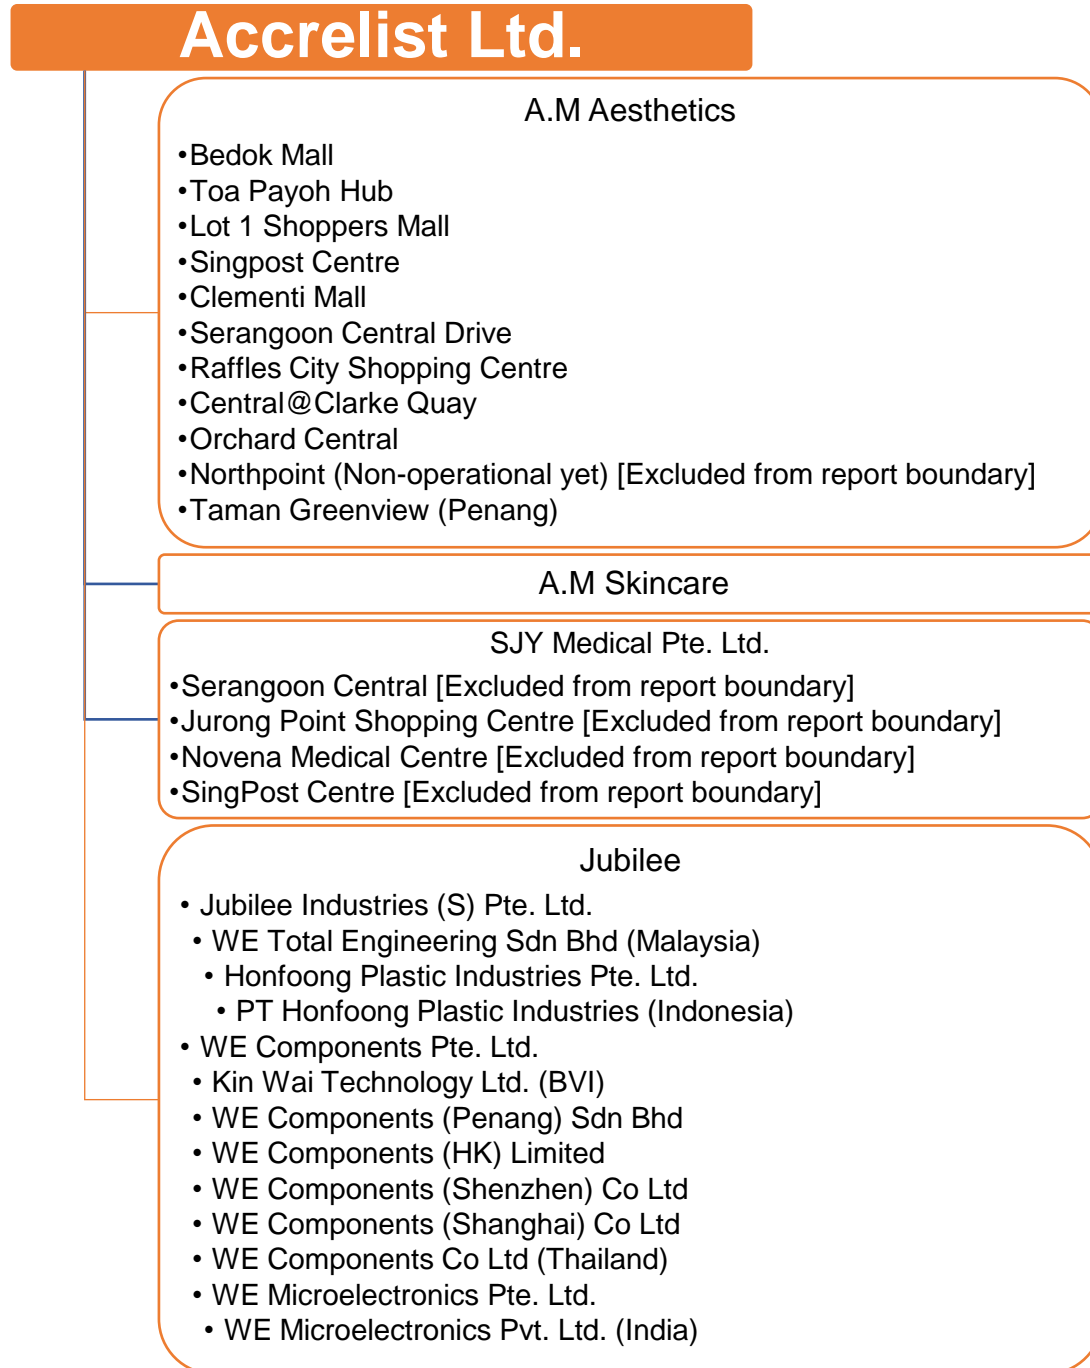 Accrelist Ltd.
A.M Aesthetics
•Bedok Mall
•Toa Payoh Hub
•Lot 1 Shoppers Mall
•Singpost Centre
•Clementi Mall
•Serangoon Central Drive
•Raffles City Shopping Centre
•Central@Clarke Quay
•Orchard Central
•Northpoint (Non-operational yet) [Excluded from report boundary]
•Taman Greenview (Penang)
A.M Skincare
SJY Medical Pte. Ltd.
•Serangoon Central [Excluded from report boundary]
•Jurong Point Shopping Centre [Excluded from report boundary]
•Novena Medical Centre [Excluded from report boundary]
•SingPost Centre [Excluded from report boundary]
Jubilee
• Jubilee Industries (S) Pte. Ltd.
• WE Total Engineering Sdn Bhd (Malaysia)
• Honfoong Plastic Industries Pte. Ltd.
• PT Honfoong Plastic Industries (Indonesia)
• WE Components Pte. Ltd.
• Kin Wai Technology Ltd. (BVI)
• WE Components (Penang) Sdn Bhd
• WE Components (HK) Limited
• WE Components (Shenzhen) Co Ltd
• WE Components (Shanghai) Co Ltd
• WE Components Co Ltd (Thailand)
• WE Microelectronics Pte. Ltd.
• WE Microelectronics Pvt. Ltd. (India)